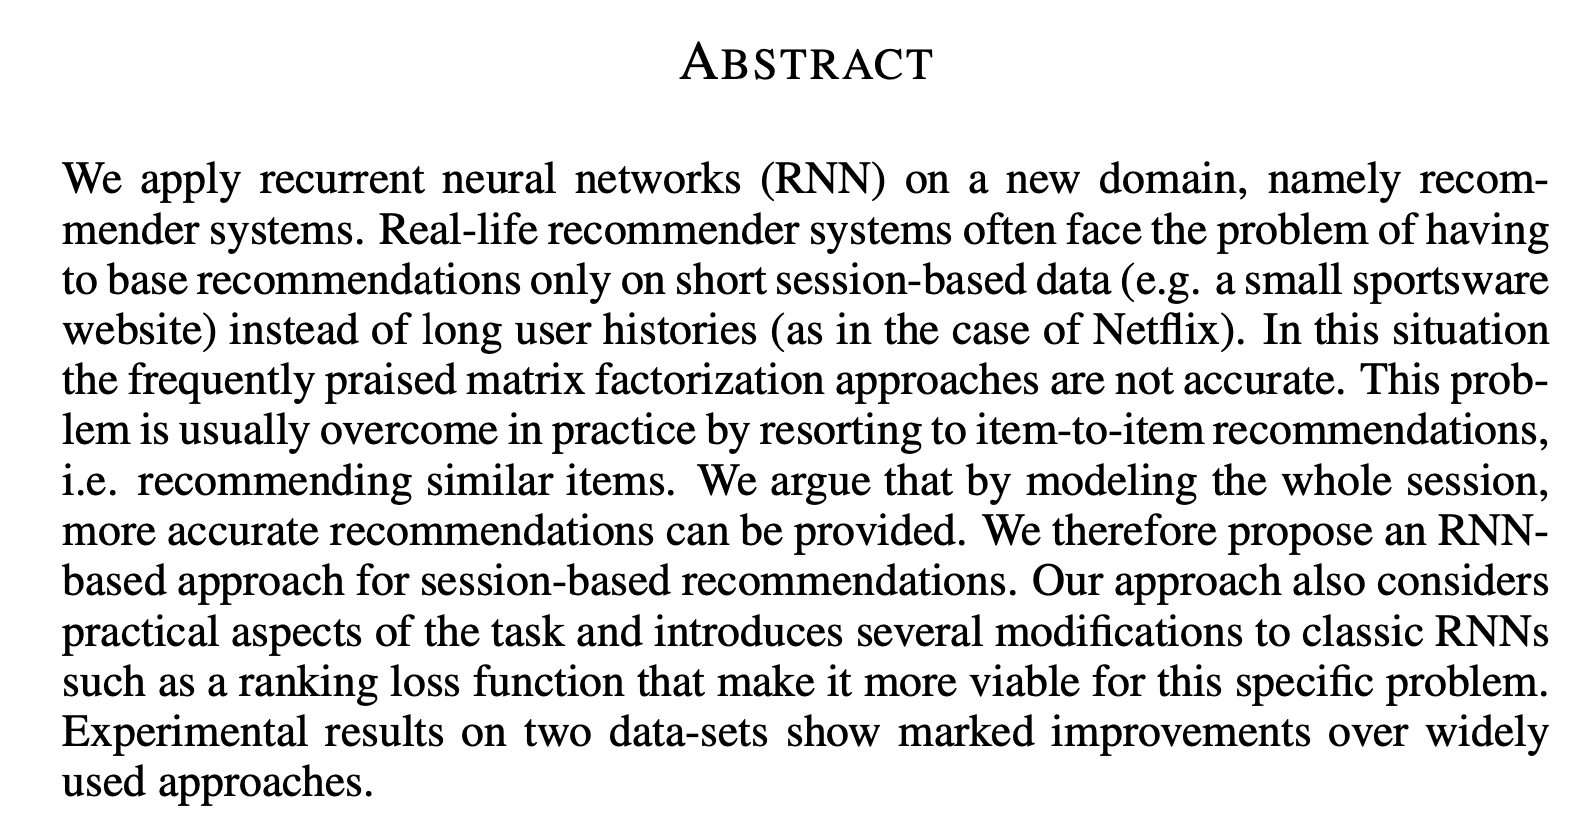 ABSTRACT
We apply recurrent neural networks (RNN) on a new domain, namely recom-
mender systems. Real-life recommender systems often face the problem of having
to base recommendations only on short session-based data (e.g. a small sportsware
website) instead of long user histories (as in the case of Netflix). In this situation
the frequently praised matrix factorization approaches are not accurate. This prob-
lem is usually overcome in practice by resorting to item-to-item recommendations,
i.e. recommending similar items. We argue that by modeling the whole session,
more accurate recommendations can be provided. We therefore propose an RNN-
based approach for session-based recommendations. Our approach also considers
practical aspects of the task and introduces several modifications to classic RNNs
such as a ranking loss function that make it more viable for this specific problem.
Experimental results on two data-sets show marked improvements over widely
used approaches.